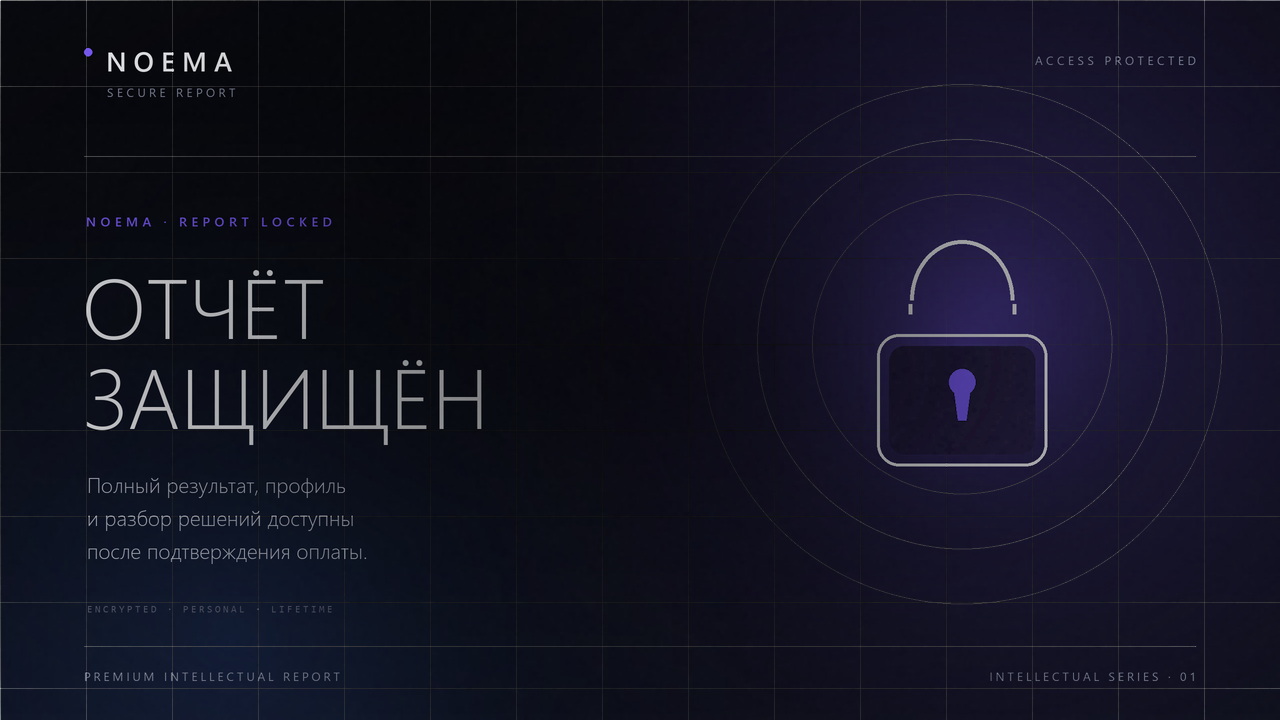 NOEMA
SECURE REPORT
ACCESS PROTECTED
NOEMA · REPORT LOCKED
ОТЧЁТ
ЗАЩИЩЁН
Полный результат, профиль
и разбор решений доступны
после подтверждения оплаты.
ENCRYPTED · PERSONAL · LIFETIME
PREMIUM INTELLECTUAL REPORT
INTELLECTUAL SERIES · 01